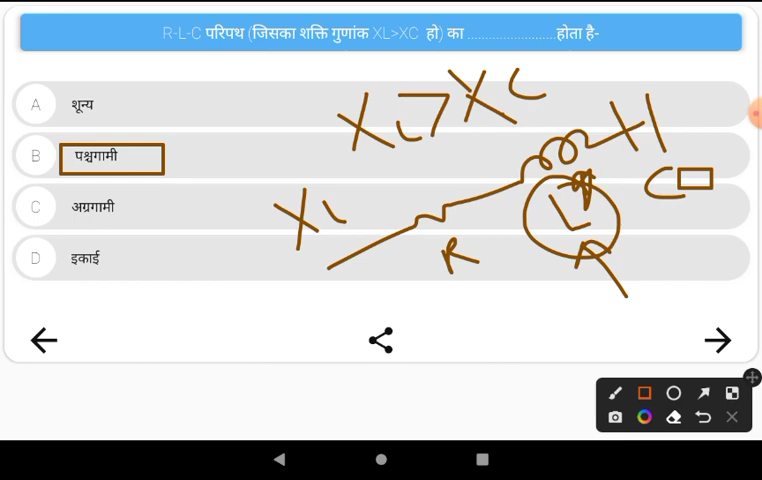 R-L-C परिपथ (जिसका शक्ति गुणांक XL>XC हो) का ........................होता है-
XL>XC
A शून्य
B पश्चगामी
C
C अग्रगामी
XL
L
D इकाई
R